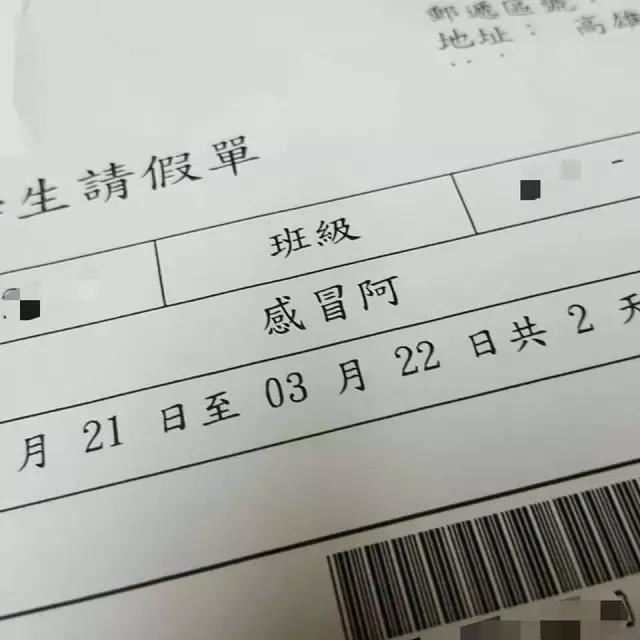 郵遞區號：
地址：高雄
生請假單
班級
感冒阿
月 21 日至 03 月 22 日共 2 天